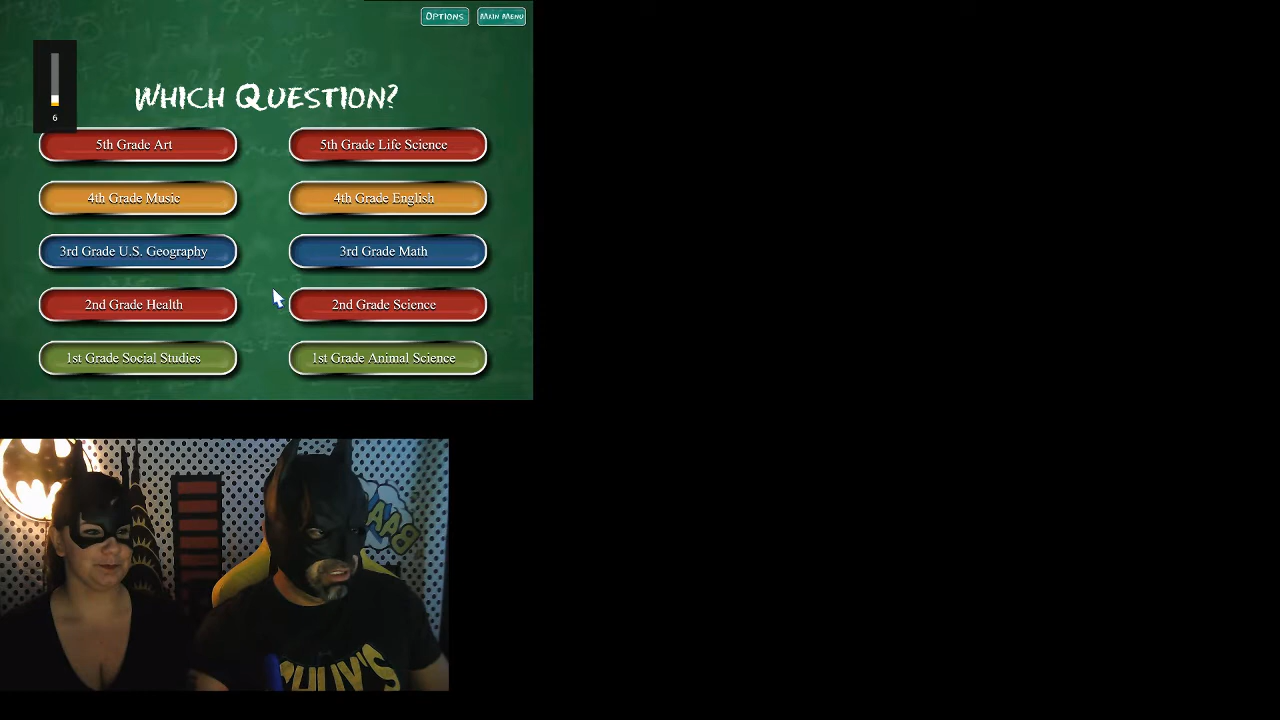 Options Main Menu
6
Which Question?
5th Grade Art 5th Grade Life Science
4th Grade Music 4th Grade English
3rd Grade U.S. Geography 3rd Grade Math
2nd Grade Health 2nd Grade Science
1st Grade Social Studies 1st Grade Animal Science